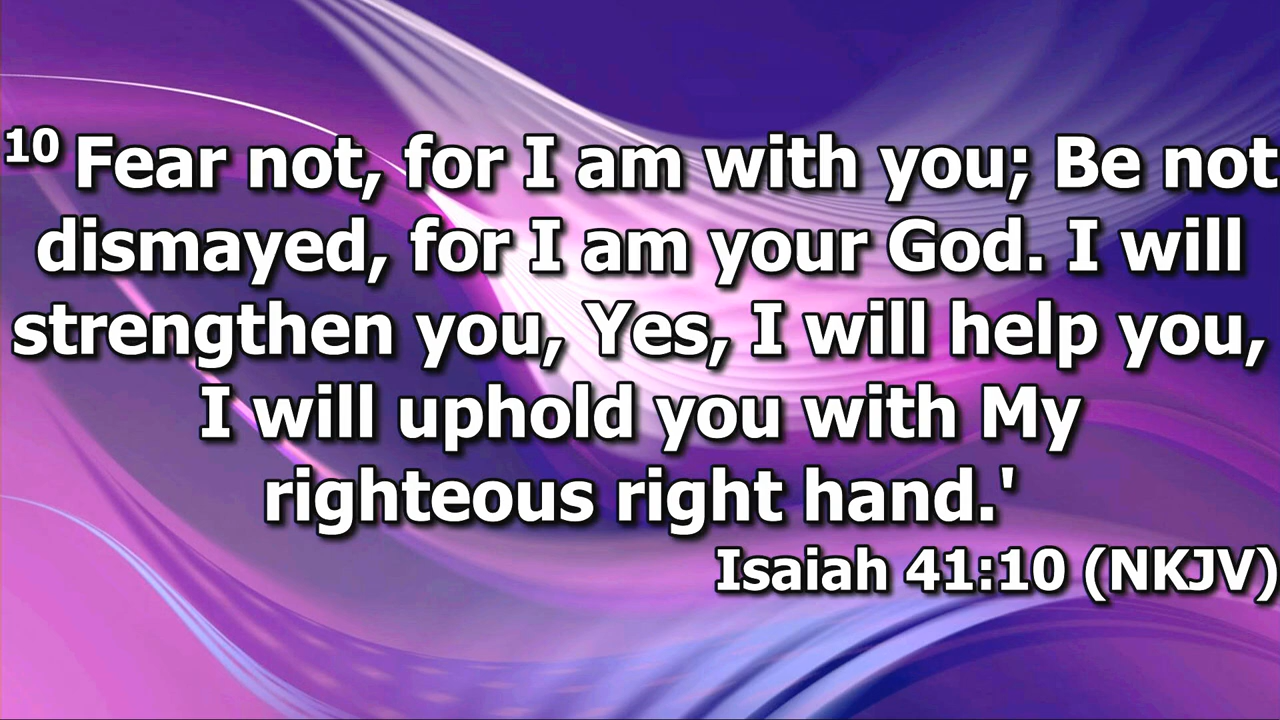 10 Fear not, for I am with you; Be not
dismayed, for I am your God. I will
strengthen you, Yes, I will help you,
I will uphold you with My
righteous right hand.'
Isaiah 41:10 (NKJV)